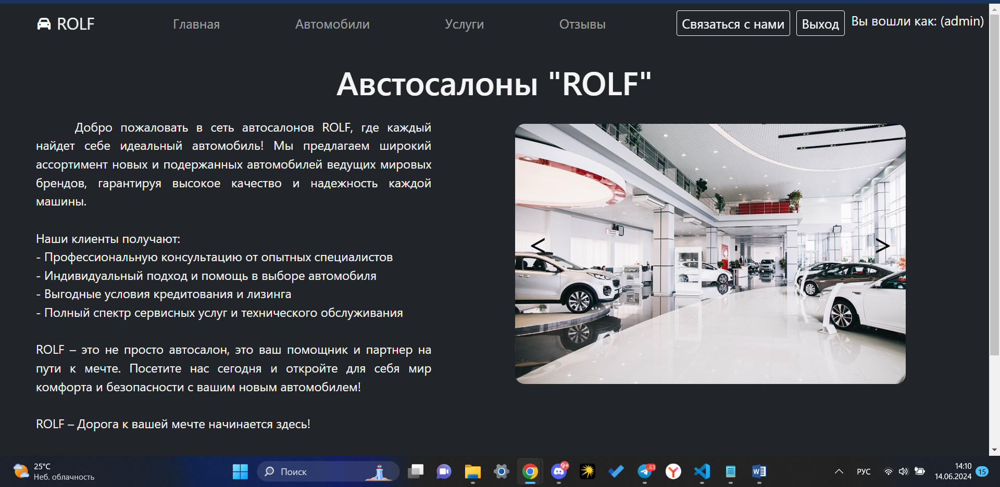 ROLF Главная Автомобили Услуги Отзывы Связаться с нами Выход Вы вошли как: (admin)
Австосалоны "ROLF"
Добро пожаловать в сеть автосалонов ROLF, где каждый
найдет себе идеальный автомобиль! Мы предлагаем широкий
ассортимент новых и подержанных автомобилей ведущих мировых
брендов, гарантируя высокое качество и надежность каждой
машины.
Наши клиенты получают:
- Профессиональную консультацию от опытных специалистов
- Индивидуальный подход и помощь в выборе автомобиля
- Выгодные условия кредитования и лизинга
- Полный спектр сервисных услуг и технического обслуживания
ROLF – это не просто автосалон, это ваш помощник и партнер на
пути к мечте. Посетите нас сегодня и откройте для себя мир
комфорта и безопасности с вашим новым автомобилем!
ROLF – Дорога к вашей мечте начинается здесь!
< >
25°C
Неб. облачность
Поиск
9+
..63
РУС
14:10
14.06.2024
15